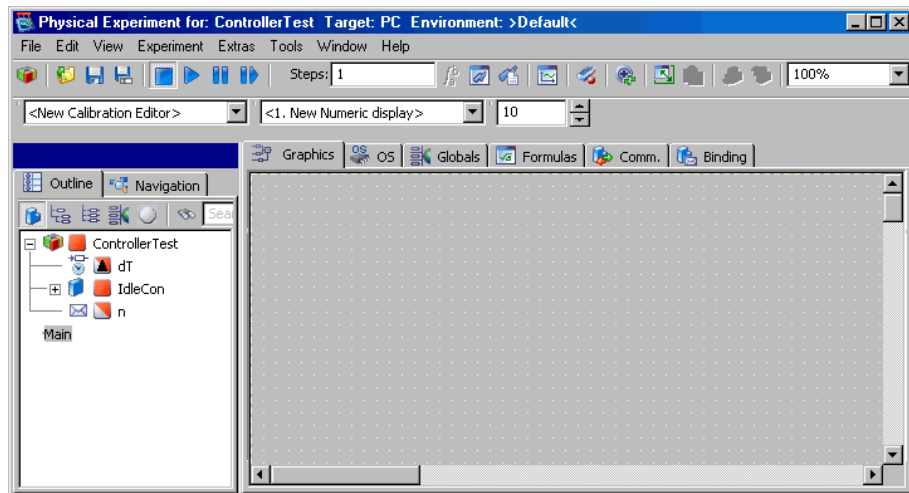 Physical Experiment for: ControllerTest Target: PC Environment: >Default<
File Edit View Experiment Extras Tools Window Help
Steps: 1 100%
<New Calibration Editor> <1. New Numeric display> 10
Graphics OS Globals Formulas Comm. Binding
Outline Navigation
Sea
ControllerTest
dT
IdleCon
n
Main